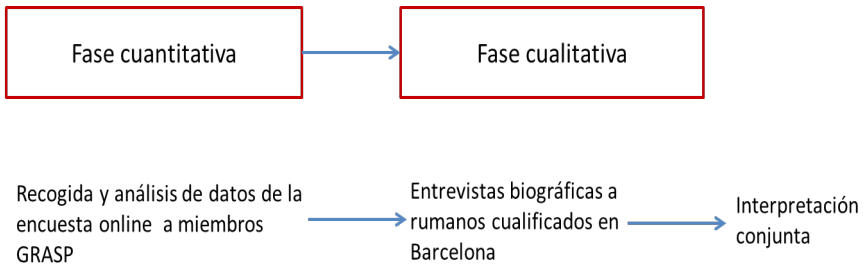 Fase cuantitativa
Fase cualitativa
Recogida y análisis de datos de la
encuesta online a miembros
GRASP
Entrevistas biográficas a
rumanos cualificados en
Barcelona
Interpretación
conjunta